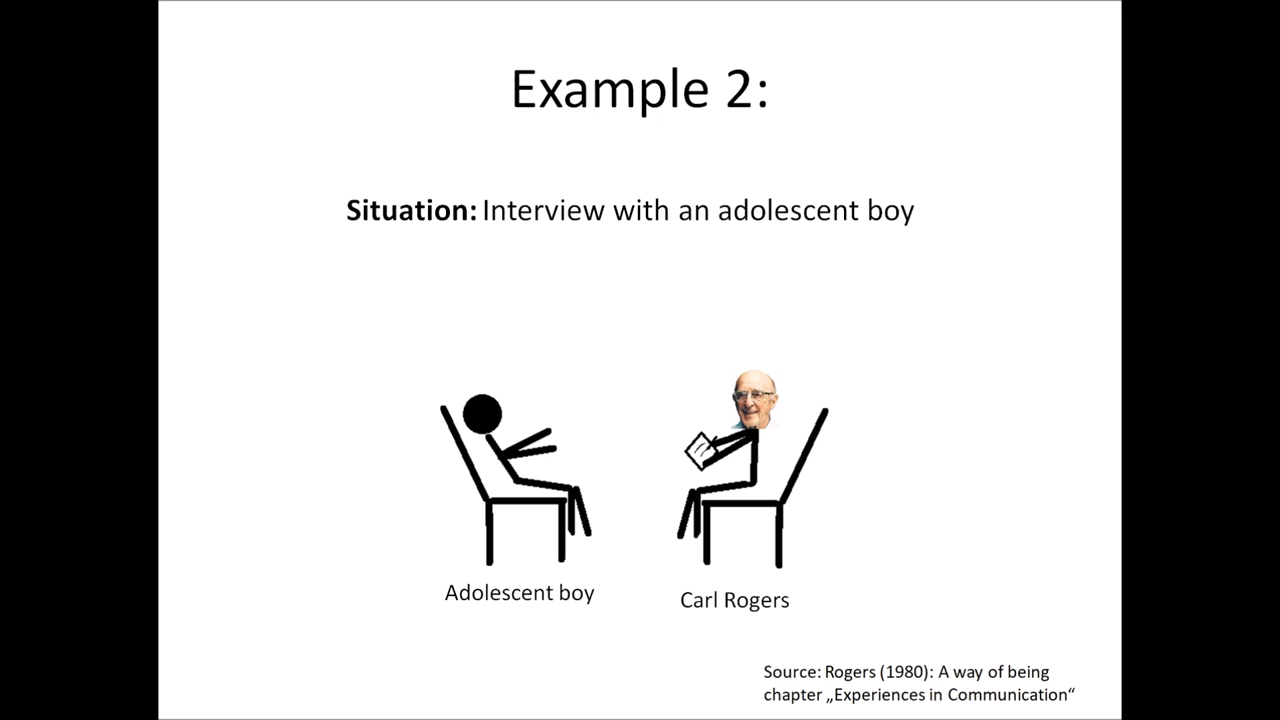 Example 2:
Situation: Interview with an adolescent boy
Adolescent boy
Carl Rogers
Source: Rogers (1980): A way of being
chapter „Experiences in Communication“